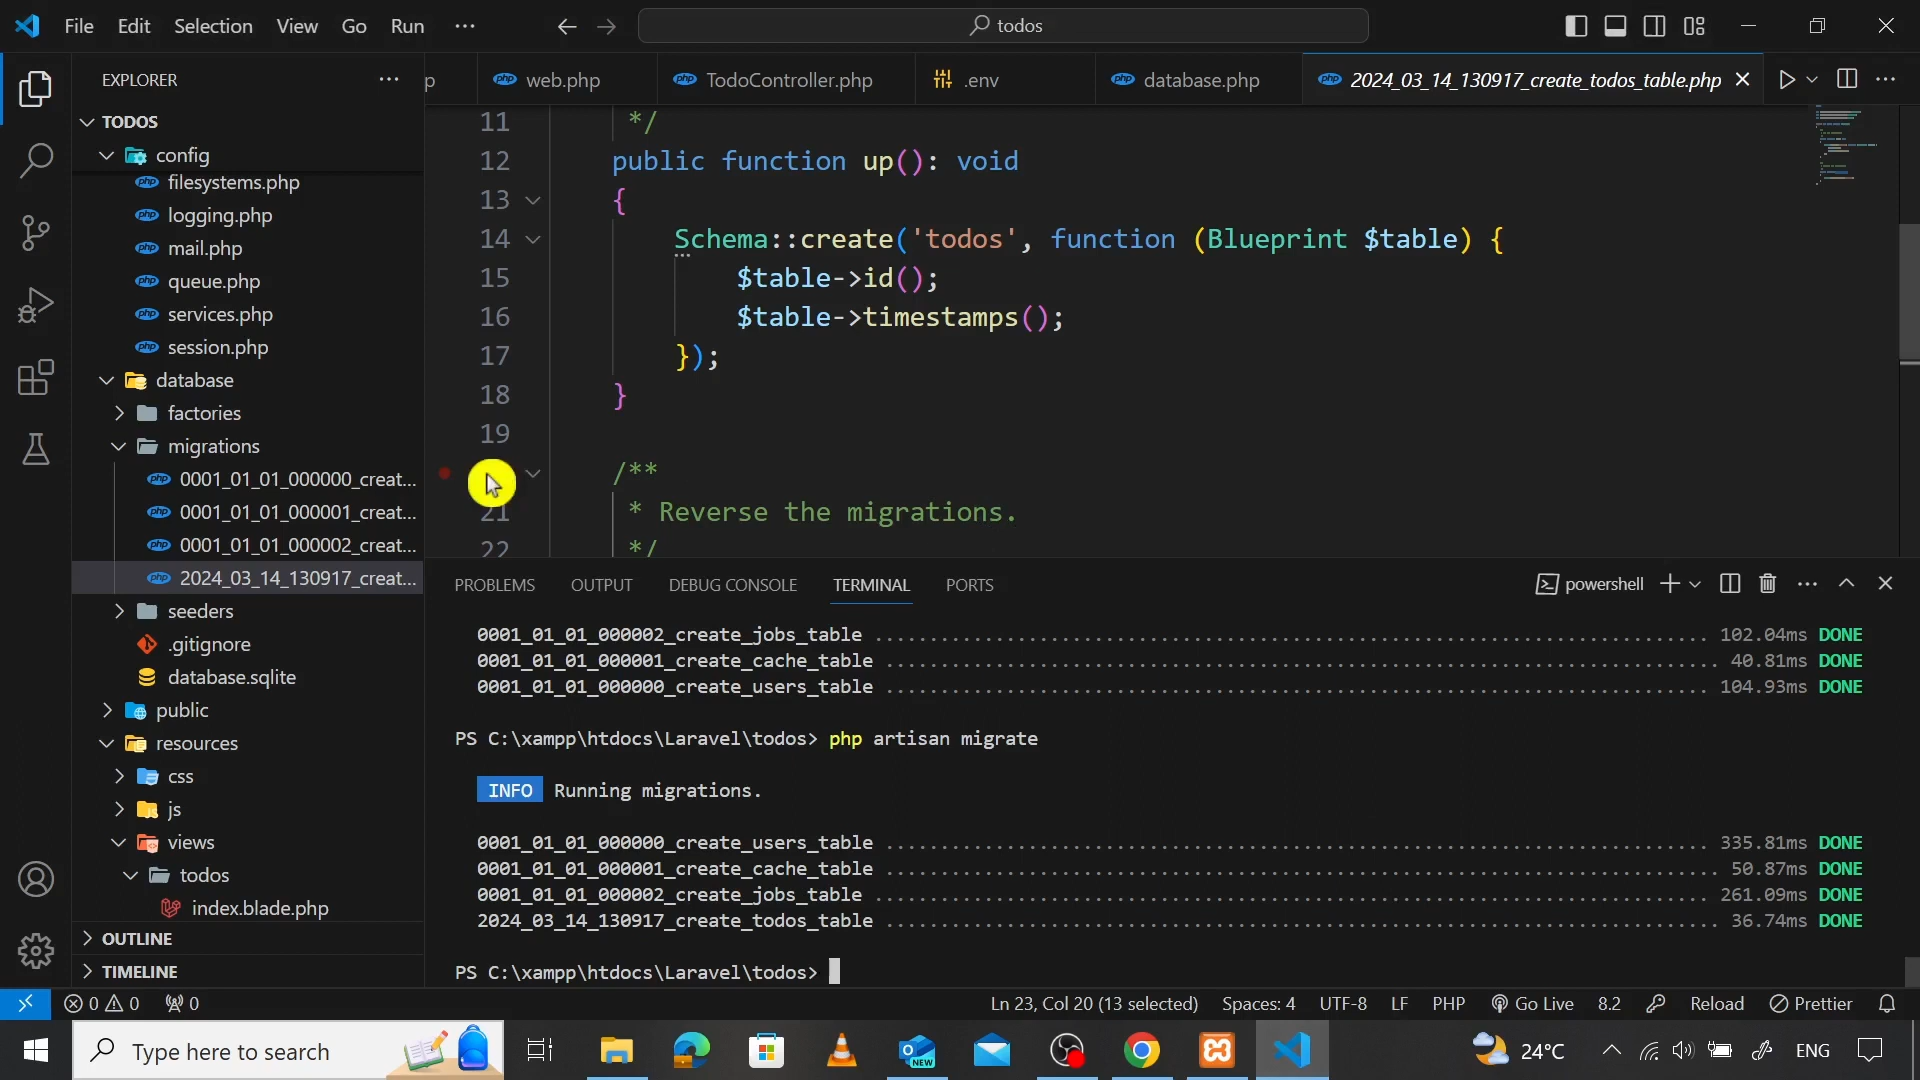 File Edit Selection View Go Run ··· todos
EXPLORER ···
p web.php TodoController.php .env database.php 2024_03_14_130917_create_todos_table.php
TODOS
config
filesystems.php
logging.php
mail.php
queue.php
services.php
session.php
database
factories
migrations
0001_01_01_000000_creat...
0001_01_01_000001_creat...
0001_01_01_000002_creat...
2024_03_14_130917_creat...
seeders
.gitignore
database.sqlite
public
resources
css
js
views
todos
index.blade.php
OUTLINE
TIMELINE
11 */
12 public function up(): void
13 {
14 Schema::create('todos', function (Blueprint $table) {
15 $table->id();
16 $table->timestamps();
17 });
18 }
19
/**
21 * Reverse the migrations.
22 */
PROBLEMS OUTPUT DEBUG CONSOLE TERMINAL PORTS powershell
0001_01_01_000002_create_jobs_table ........ 102.04ms DONE
0001_01_01_000001_create_cache_table ........ 40.81ms DONE
0001_01_01_000000_create_users_table ........ 104.93ms DONE
PS C:\xampp\htdocs\Laravel\todos> php artisan migrate
INFO Running migrations.
0001_01_01_000000_create_users_table ........ 335.81ms DONE
0001_01_01_000001_create_cache_table ........ 50.87ms DONE
0001_01_01_000002_create_jobs_table ........ 261.09ms DONE
2024_03_14_130917_create_todos_table ........ 36.74ms DONE
PS C:\xampp\htdocs\Laravel\todos>
0 0 0 Ln 23, Col 20 (13 selected) Spaces: 4 UTF-8 LF PHP Go Live 8.2 Reload Prettier
Type here to search NEW 24°C ENG